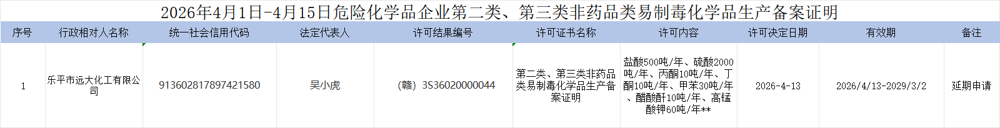 2026年4月1日-4月15日危险化学品企业第二类、第三类非药品类易制毒化学品生产备案证明
序号 行政相对人名称 统一社会信用代码 法定代表人 许可结果编号 许可证书名称 许可内容 许可决定日期 有效期 备注
1
乐平市远大化工有限公
司
913602817897421580
吴小虎
（赣）3S36020000044
第二类、第三类非药品
类易制毒化学品生产备
案证明
盐酸500吨/年、硫酸2000
吨/年、丙酮10吨/年、丁
酮10吨/年、甲苯30吨/年
、醋酸酐10吨/年、高锰
酸钾60吨/年**
2026-4-13
2026/4/13-2029/3/2
延期申请